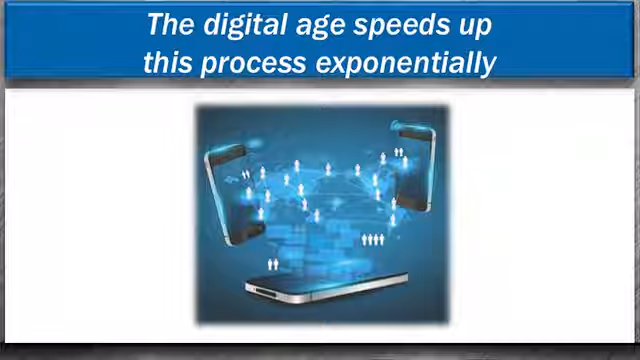 The digital age speeds up
this process exponentially